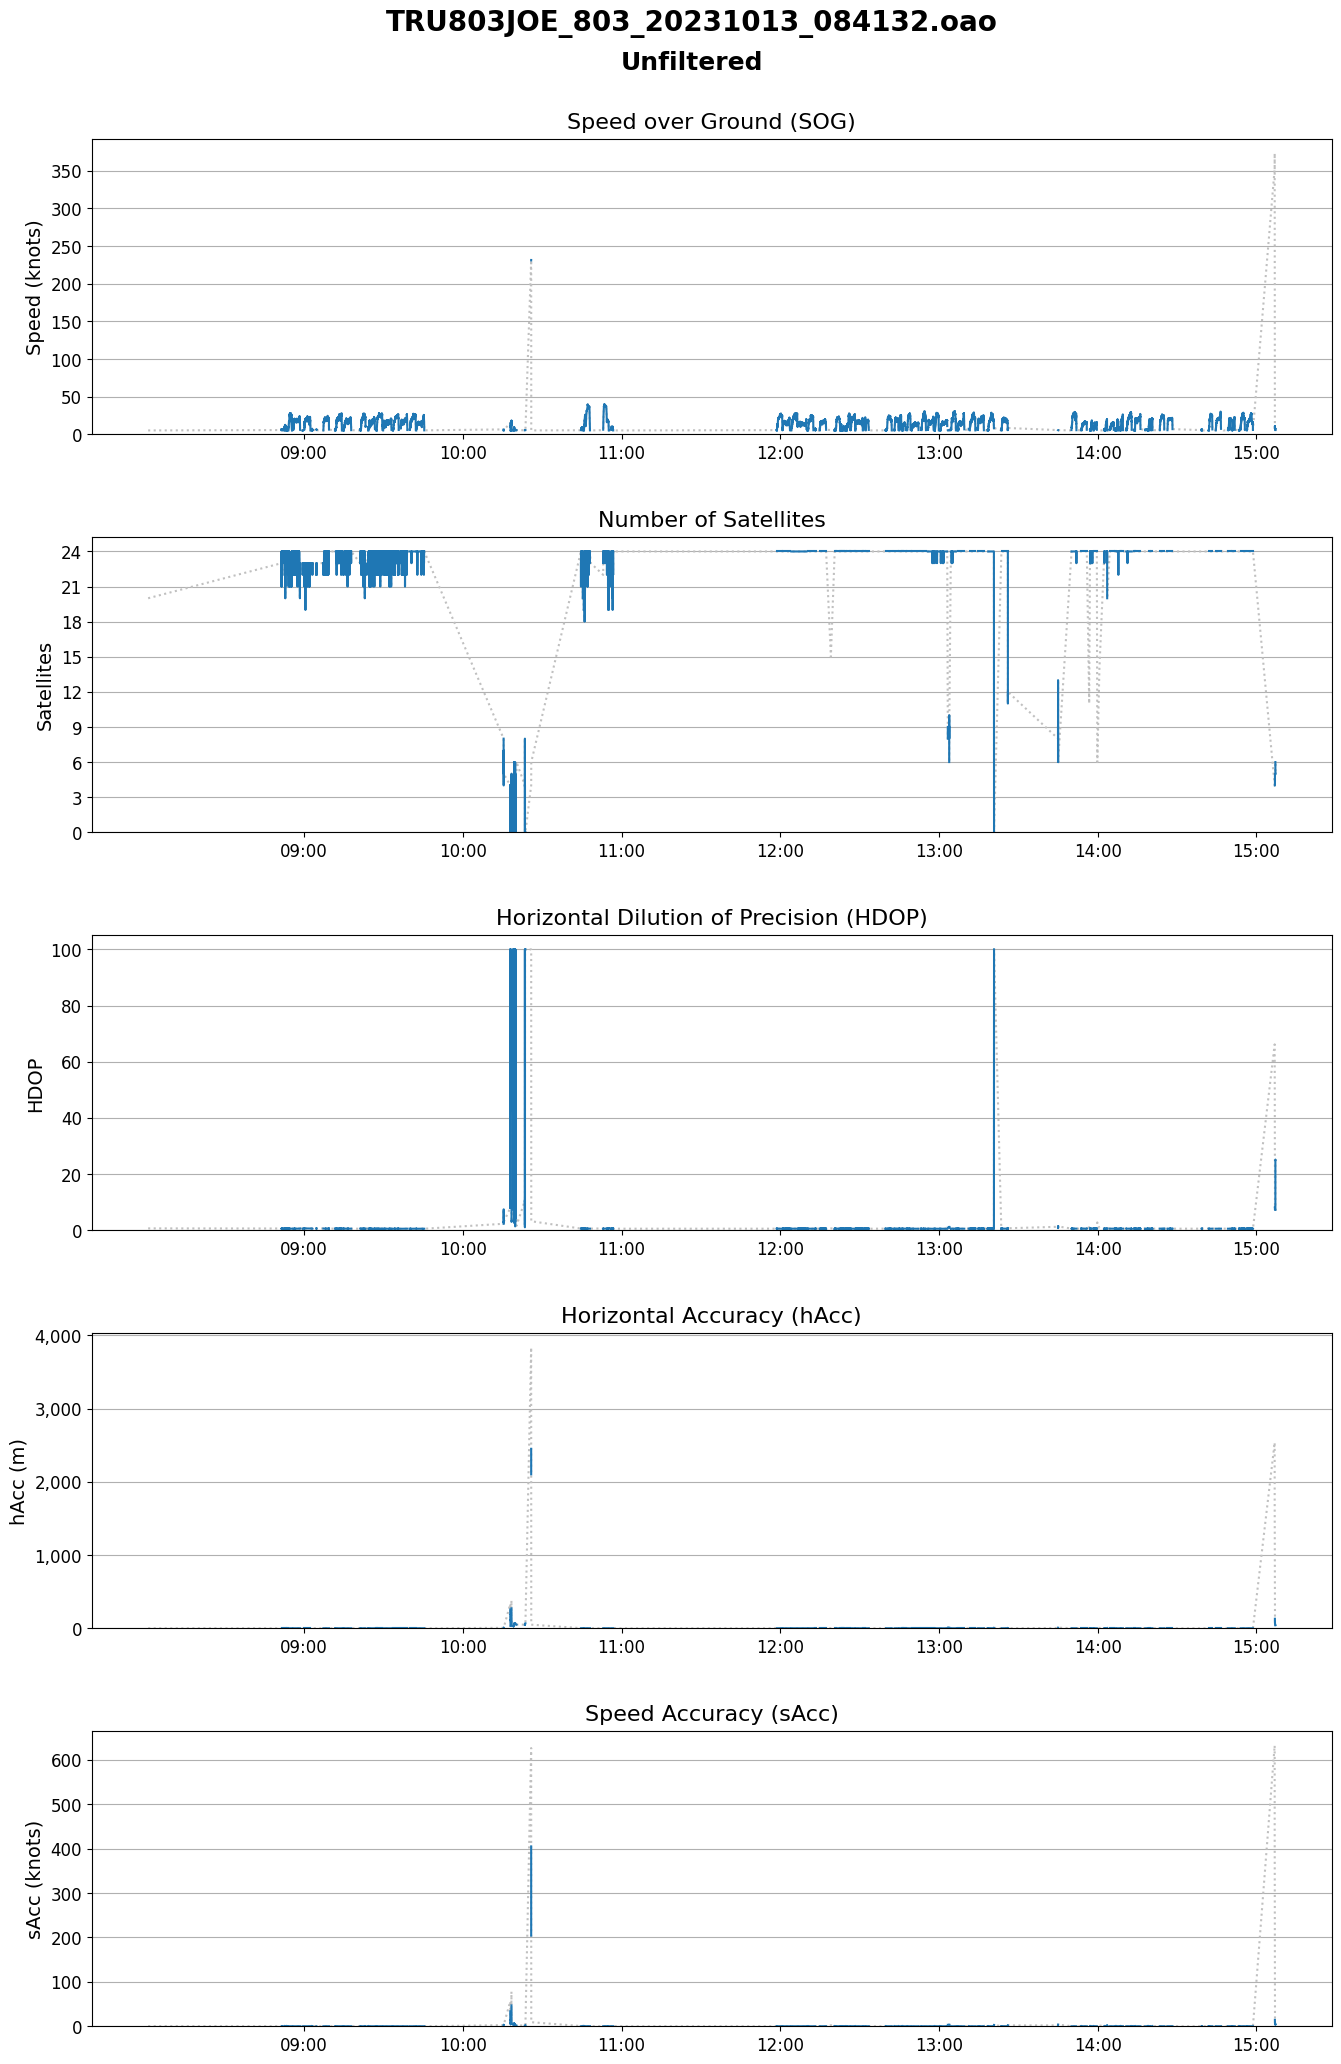 TRU803JOE_803_20231013_084132.oao
Unfiltered
Speed over Ground (SOG)
Speed (knots)
350
300
250
200
150
100
50
0
09:00 10:00 11:00 12:00 13:00 14:00 15:00
Number of Satellites
Satellites
24
21
18
15
12
9
6
3
0
09:00 10:00 11:00 12:00 13:00 14:00 15:00
Horizontal Dilution of Precision (HDOP)
HDOP
100
80
60
40
20
0
09:00 10:00 11:00 12:00 13:00 14:00 15:00
Horizontal Accuracy (hAcc)
hAcc (m)
4,000
3,000
2,000
1,000
0
09:00 10:00 11:00 12:00 13:00 14:00 15:00
Speed Accuracy (sAcc)
sAcc (knots)
600
500
400
300
200
100
0
09:00 10:00 11:00 12:00 13:00 14:00 15:00